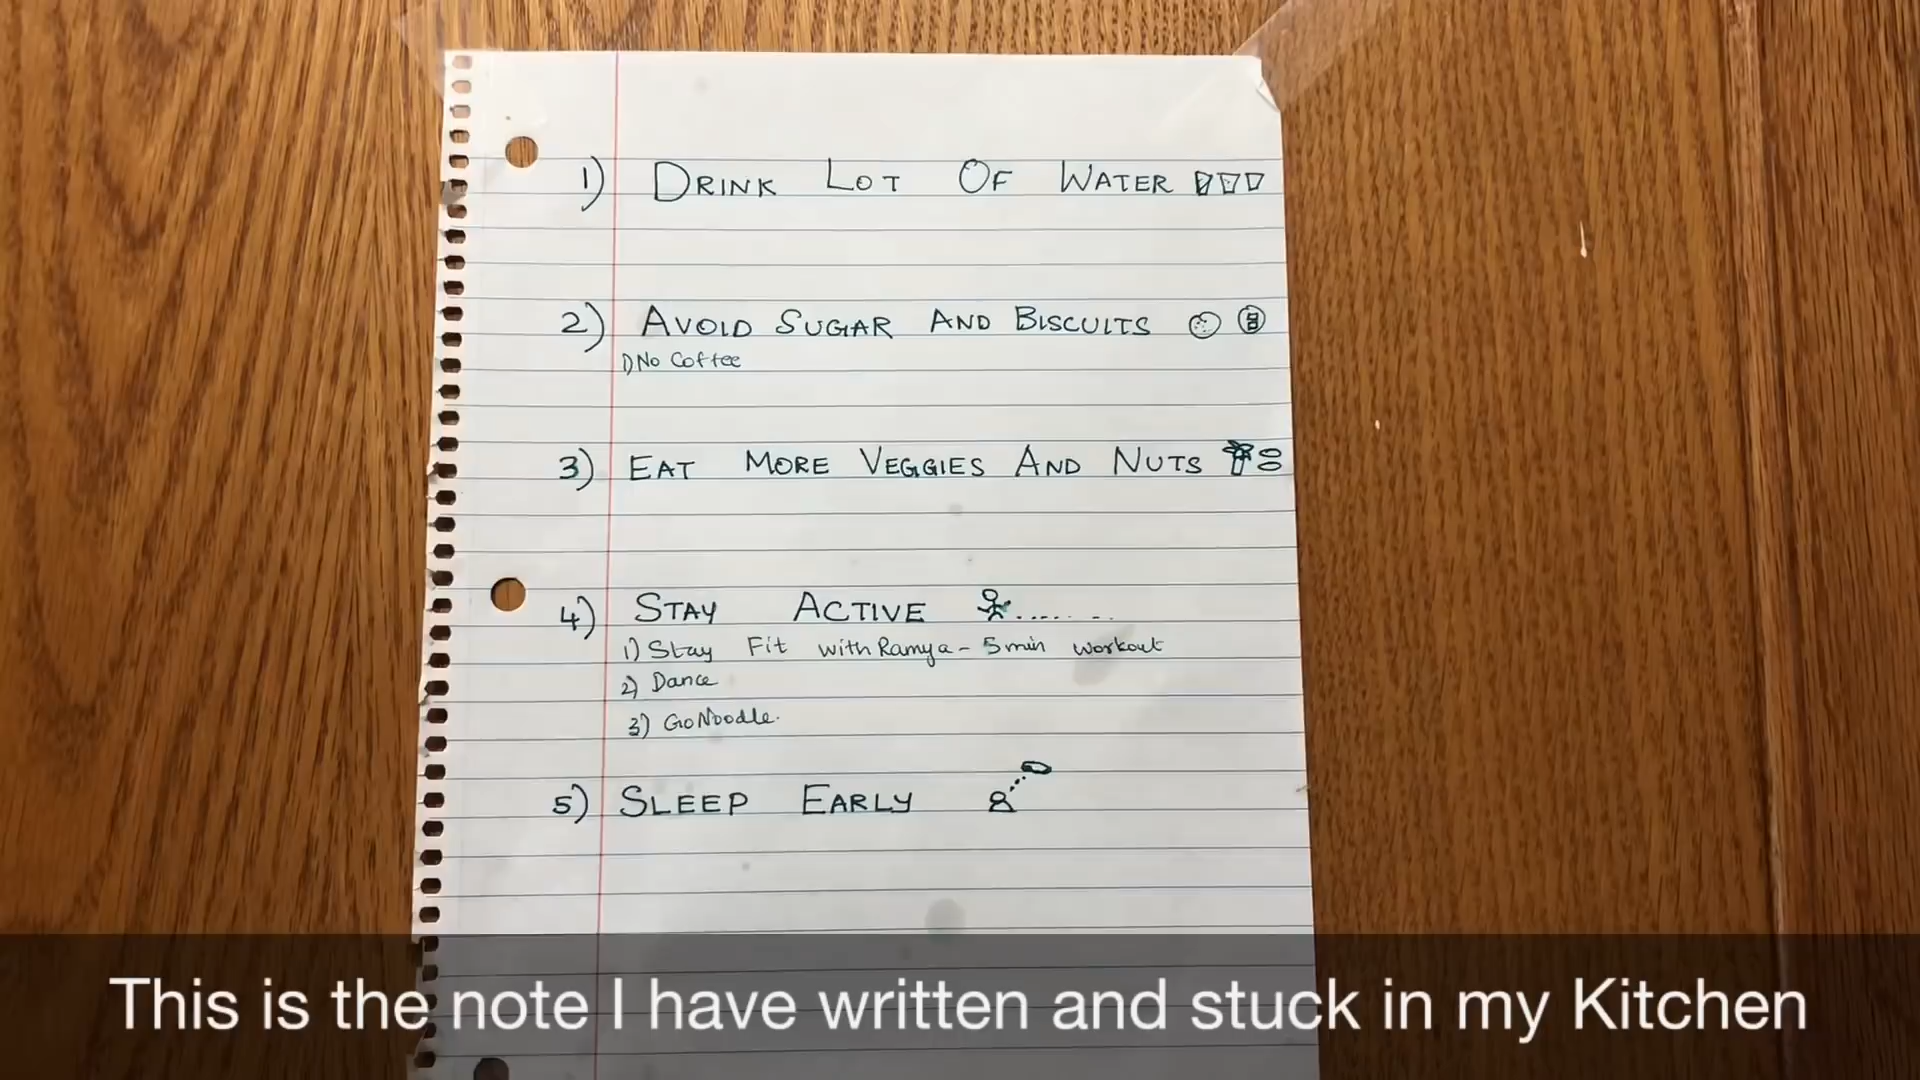 1) DRINK LOT OF WATER
2) AVOID SUGAR AND BISCUITS
1) No Coffee
3) EAT MORE VEGGIES AND NUTS
4) STAY ACTIVE
1) Stay Fit with Ramya - 5 min workout
2) Dance
3) GoNoodle.
5) SLEEP EARLY
This is the note I have written and stuck in my Kitchen